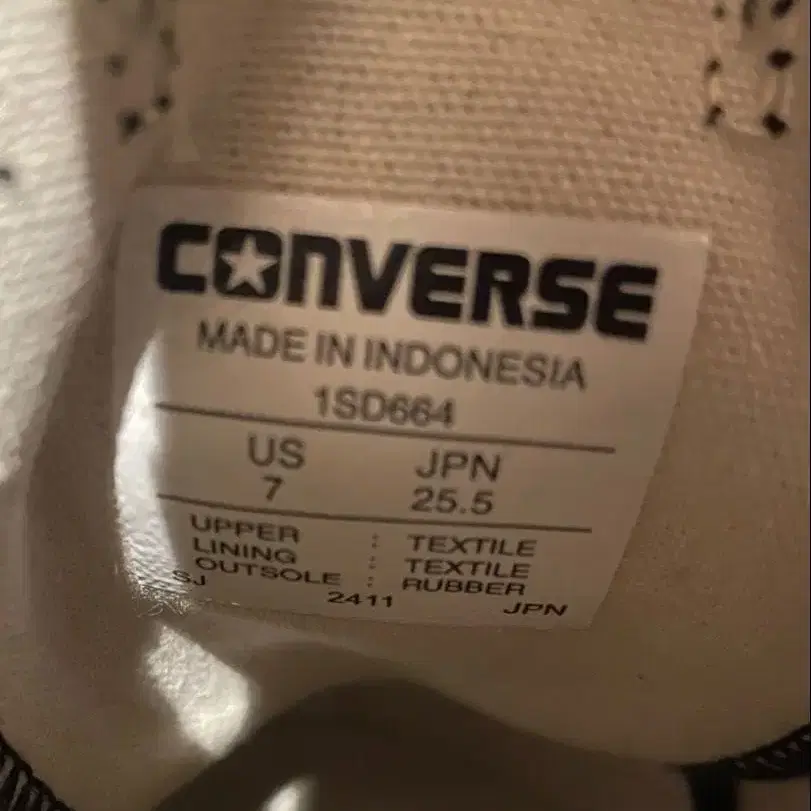 CONVERSE
MADE IN INDONESIA
1SD664
US JPN
7 25.5
UPPER : TEXTILE
LINING : TEXTILE
OUTSOLE : RUBBER
SJ 2411 JPN